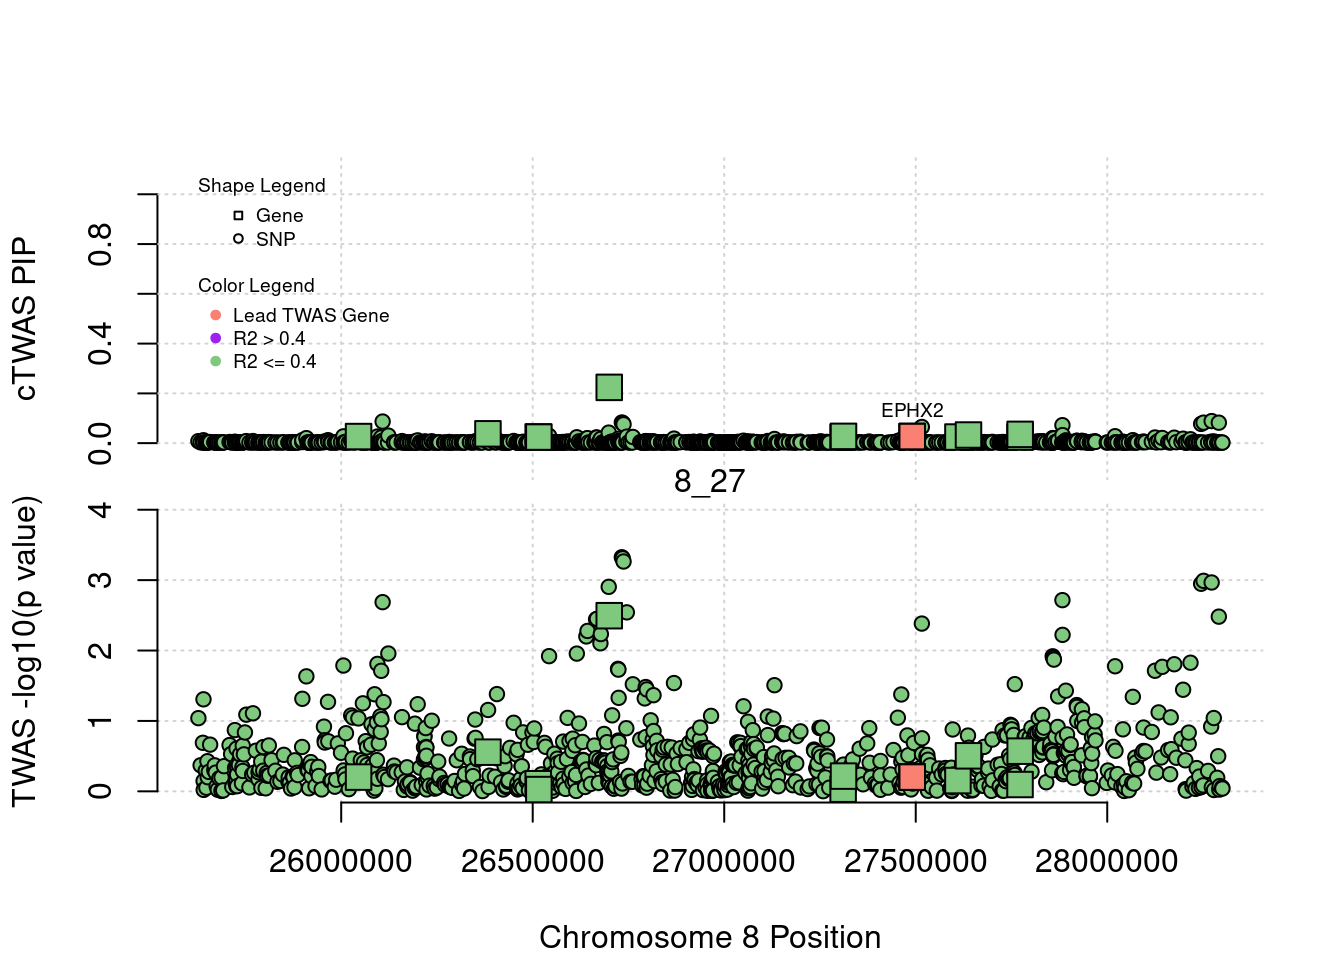 Shape Legend
Gene
SNP
Color Legend
Lead TWAS Gene
R2 > 0.4
R2 <= 0.4
cTWAS PIP
0.8
0.4
0.0
EPHX2
8_27
TWAS -log10(p value)
4
3
2
1
0
26000000 26500000 27000000 27500000 28000000
Chromosome 8 Position